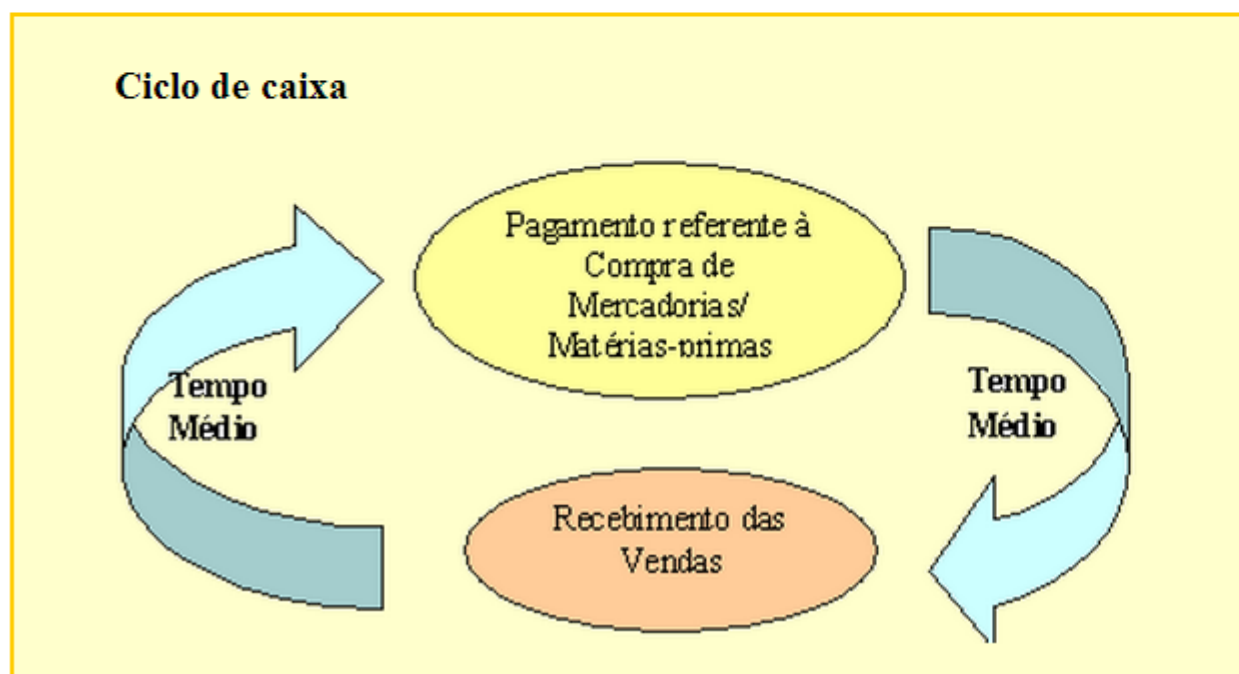 Ciclo de caixa
Pagamento referente à
Compra de
Mercadorias/
Matérias-primas
Tempo
Médio
Tempo
Médio
Recebimento das
Vendas